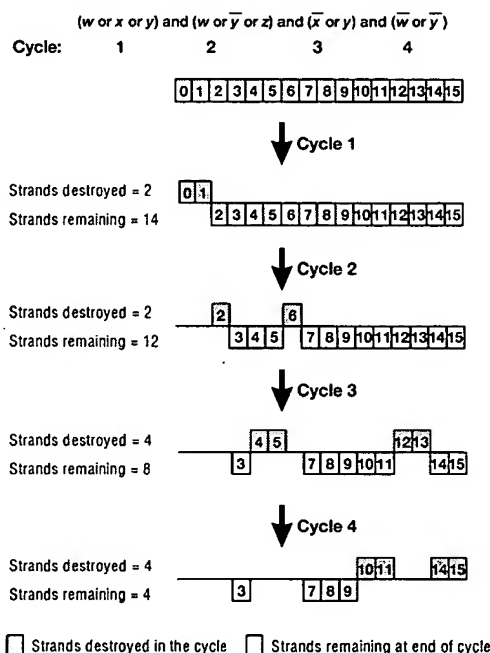 (w or x or y) and (w or y̅ or z) and (x̅ or y) and (w̅ or y̅)
Cycle: 1 2 3 4
0 1 2 3 4 5 6 7 8 9 10 11 12 13 14 15
Cycle 1
Strands destroyed = 2 0 1
Strands remaining = 14 2 3 4 5 6 7 8 9 10 11 12 13 14 15
Cycle 2
Strands destroyed = 2 2 6
Strands remaining = 12 3 4 5 7 8 9 10 11 12 13 14 15
Cycle 3
Strands destroyed = 4 4 5 12 13
Strands remaining = 8 3 7 8 9 10 11 14 15
Cycle 4
Strands destroyed = 4 10 11 14 15
Strands remaining = 4 3 7 8 9
Strands destroyed in the cycle Strands remaining at end of cycle